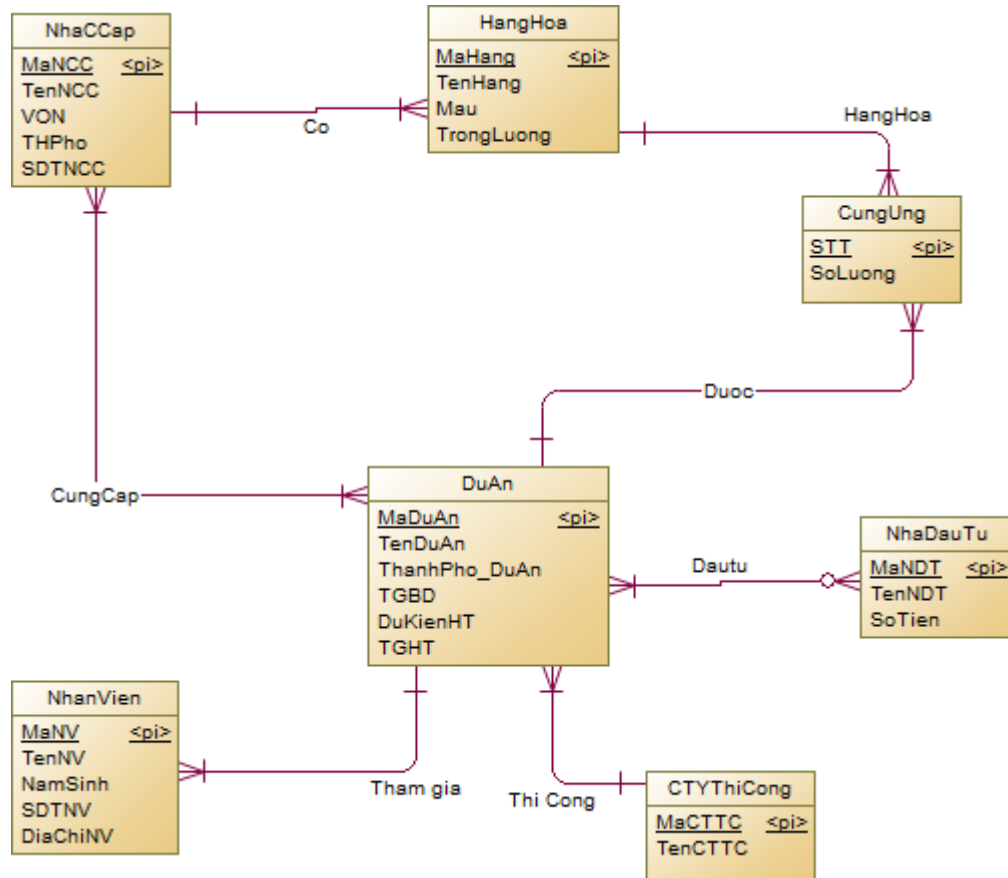 NhaCCap
MaNCC <pi>
TenNCC
VON
THPho
SDTNCC
Co
HangHoa
MaHang <pi>
TenHang
Mau
TrongLuong
HangHoa
CungUng
STT <pi>
SoLuong
Duoc
CungCap
DuAn
MaDuAn <pi>
TenDuAn
ThanhPho_DuAn
TGBD
DuKienHT
TGHT
Dautu
NhaDauTu
MaNDT <pi>
TenNDT
SoTien
NhanVien
MaNV <pi>
TenNV
NamSinh
SDTNV
DiaChiNV
Tham gia
Thi Cong
CTYThiCong
MaCTTC <pi>
TenCTTC